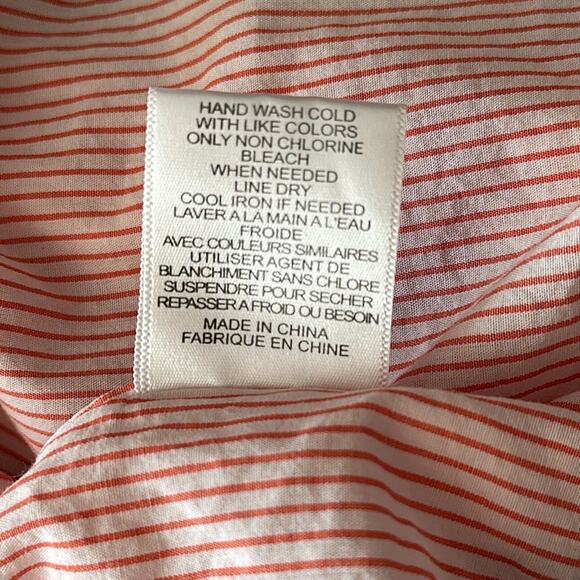 HAND WASH COLD
WITH LIKE COLORS
ONLY NON CHLORINE
BLEACH
WHEN NEEDED
LINE DRY
COOL IRON IF NEEDED
LAVER A LA MAIN A L'EAU
FROIDE
AVEC COULEURS SIMILAIRES
UTILISER AGENT DE
BLANCHIMENT SANS CHLORE
SUSPENDRE POUR SECHER
REPASSER A FROID OU BESOIN
MADE IN CHINA
FABRIQUE EN CHINE